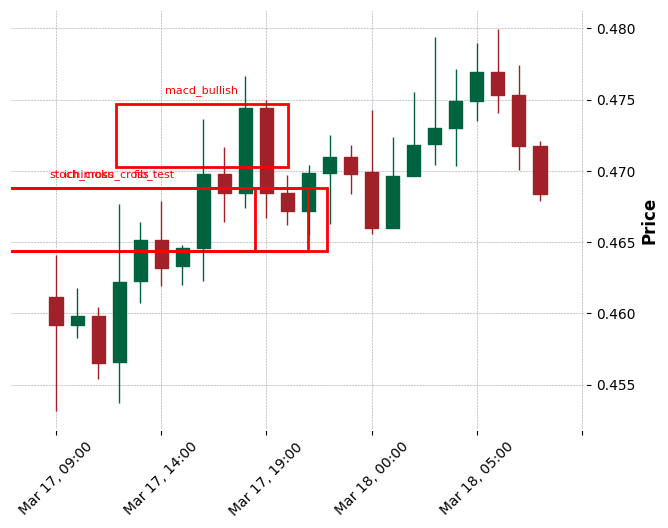 macd_bullish
stoch_cross
ichimoku_cross
fib_test
0.480
0.475
0.470
0.465
0.460
0.455
Price
Mar 17, 09:00
Mar 17, 14:00
Mar 17, 19:00
Mar 18, 00:00
Mar 18, 05:00